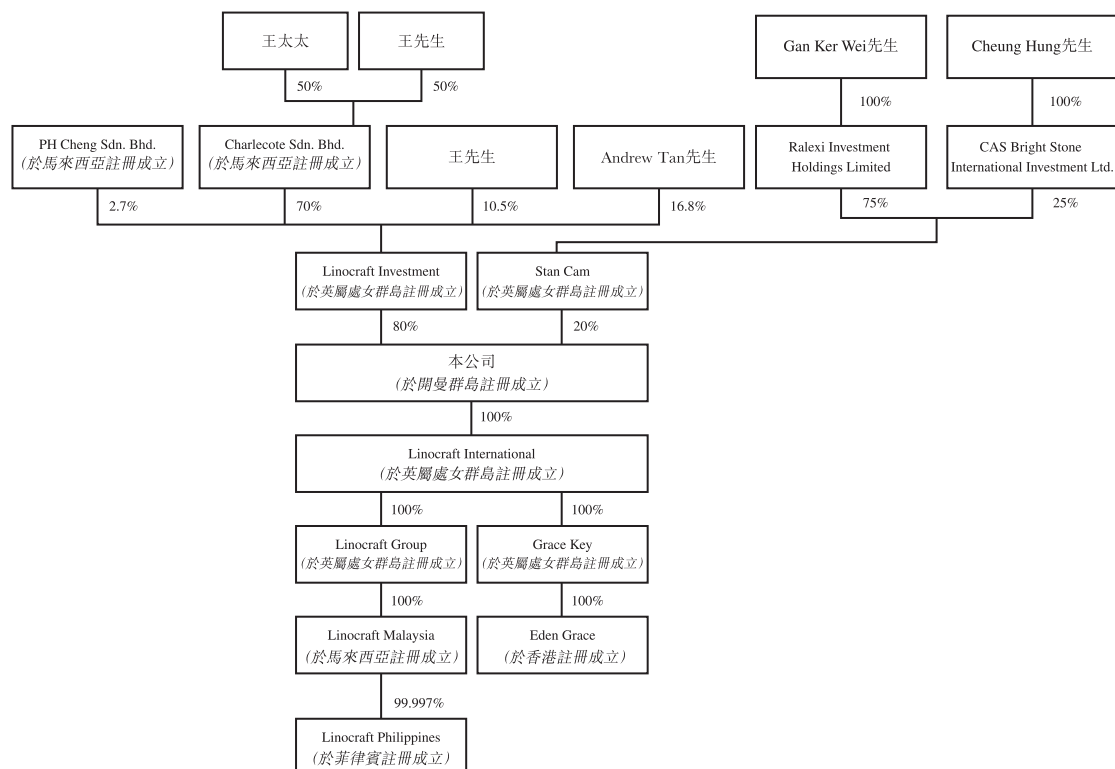 王太太
王先生
Gan Ker Wei先生
Cheung Hung先生
50%
50%
100%
100%
PH Cheng Sdn. Bhd.
(於馬來西亞註冊成立)
Charlecote Sdn. Bhd.
(於馬來西亞註冊成立)
王先生
Andrew Tan先生
Ralexi Investment
Holdings Limited
CAS Bright Stone
International Investment Ltd.
2.7%
70%
10.5%
16.8%
75%
25%
Linocraft Investment
(於英屬處女群島註冊成立)
Stan Cam
(於英屬處女群島註冊成立)
80%
20%
本公司
(於開曼群島註冊成立)
100%
Linocraft International
(於英屬處女群島註冊成立)
100%
100%
Linocraft Group
(於英屬處女群島註冊成立)
Grace Key
(於英屬處女群島註冊成立)
100%
100%
Linocraft Malaysia
(於馬來西亞註冊成立)
Eden Grace
(於香港註冊成立)
99.997%
Linocraft Philippines
(於菲律賓註冊成立)